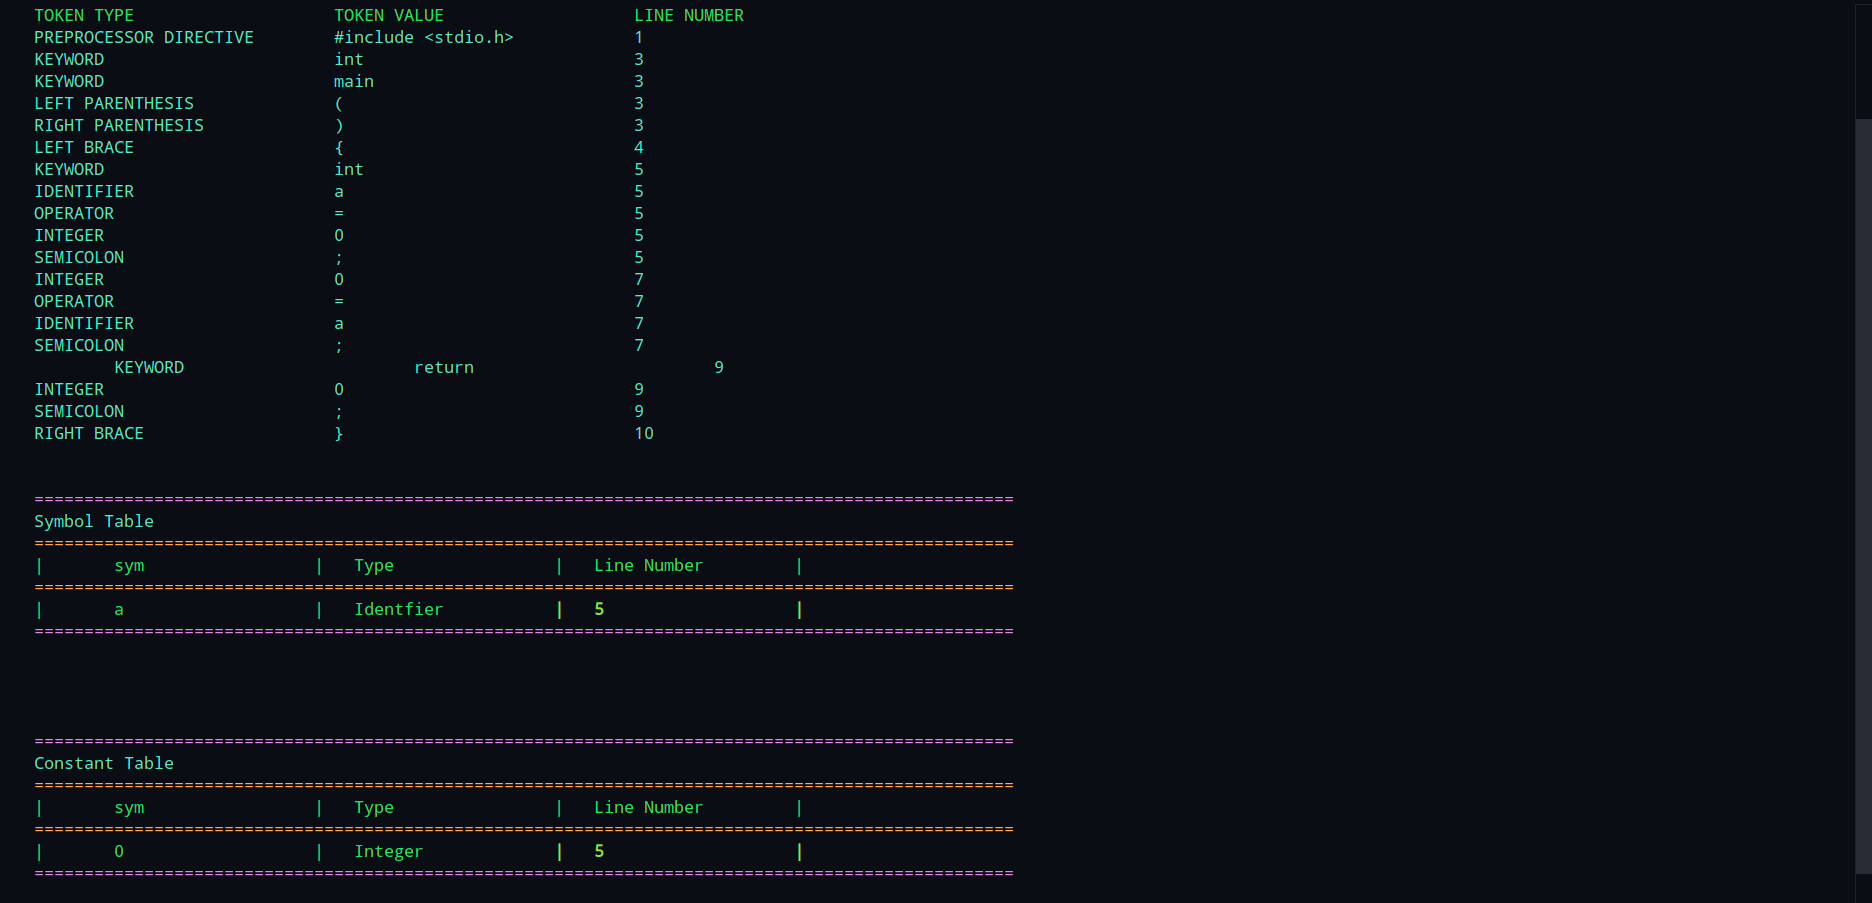 TOKEN TYPE                    TOKEN VALUE                   LINE NUMBER
PREPROCESSOR DIRECTIVE        #include <stdio.h>            1
KEYWORD                       int                           3
KEYWORD                       main                          3
LEFT PARENTHESIS              (                             3
RIGHT PARENTHESIS             )                             3
LEFT BRACE                    {                             4
KEYWORD                       int                           5
IDENTIFIER                    a                             5
OPERATOR                      =                             5
INTEGER                       0                             5
SEMICOLON                     ;                             5
INTEGER                       0                             7
OPERATOR                      =                             7
IDENTIFIER                    a                             7
SEMICOLON                     ;                             7
        KEYWORD                       return                        9
INTEGER                       0                             9
SEMICOLON                     ;                             9
RIGHT BRACE                   }                             10
==================================================================================================
Symbol Table
==================================================================================================
|       sym                 |   Type                |   Line Number         |
==================================================================================================
|       a                   |   Identfier           |   5                   |
==================================================================================================
==================================================================================================
Constant Table
==================================================================================================
|       sym                 |   Type                |   Line Number         |
==================================================================================================
|       0                   |   Integer             |   5                   |
==================================================================================================